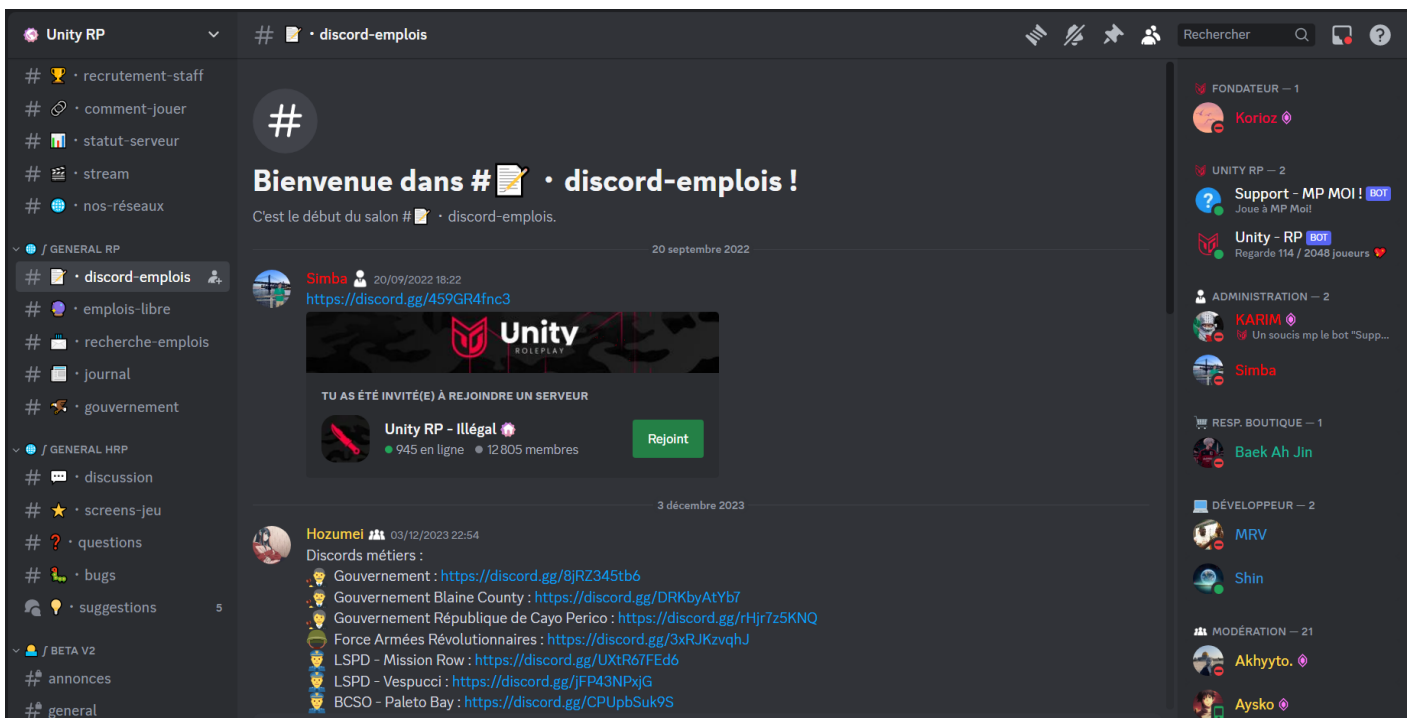 Unity RP
recrutement-staff
comment-jouer
statut-serveur
stream
nos-réseaux
ʃ GENERAL RP
discord-emplois
emplois-libre
recherche-emplois
journal
gouvernement
ʃ GENERAL HRP
discussion
screens-jeu
questions
bugs
suggestions 5
ʃ BETA V2
annonces
general
# 📝・discord-emplois
Rechercher
#
Bienvenue dans #📝・discord-emplois !
C'est le début du salon #📝・discord-emplois.
20 septembre 2022
Simba 20/09/2022 18:22
https://discord.gg/459GR4fnc3
Unity
ROLEPLAY
TU AS ÉTÉ INVITÉ(E) À REJOINDRE UN SERVEUR
Unity RP - Illégal
945 en ligne 12 805 membres
Rejoint
3 décembre 2023
Hozumei 03/12/2023 22:54
Discords métiers :
Gouvernement : https://discord.gg/8jRZ345tb6
Gouvernement Blaine County : https://discord.gg/DRKbyAtYb7
Gouvernement République de Cayo Perico : https://discord.gg/rHjr7z5KNQ
Force Armées Révolutionnaires : https://discord.gg/3xRJKzvqhJ
LSPD - Mission Row : https://discord.gg/UXtR67FEd6
LSPD - Vespucci : https://discord.gg/jFP43NPxjG
BCSO - Paleto Bay : https://discord.gg/CPUpbSuk9S
FONDATEUR — 1
Korioz
UNITY RP — 2
Support - MP MOI ! BOT
Joue à MP Moi!
Unity - RP BOT
Regarde 114 / 2048 joueurs
ADMINISTRATION — 2
KARIM
Un soucis mp le bot "Supp...
Simba
RESP. BOUTIQUE — 1
Baek Ah Jin
DÉVELOPPEUR — 2
MRV
Shin
MODÉRATION — 21
Akhyyto.
Aysko